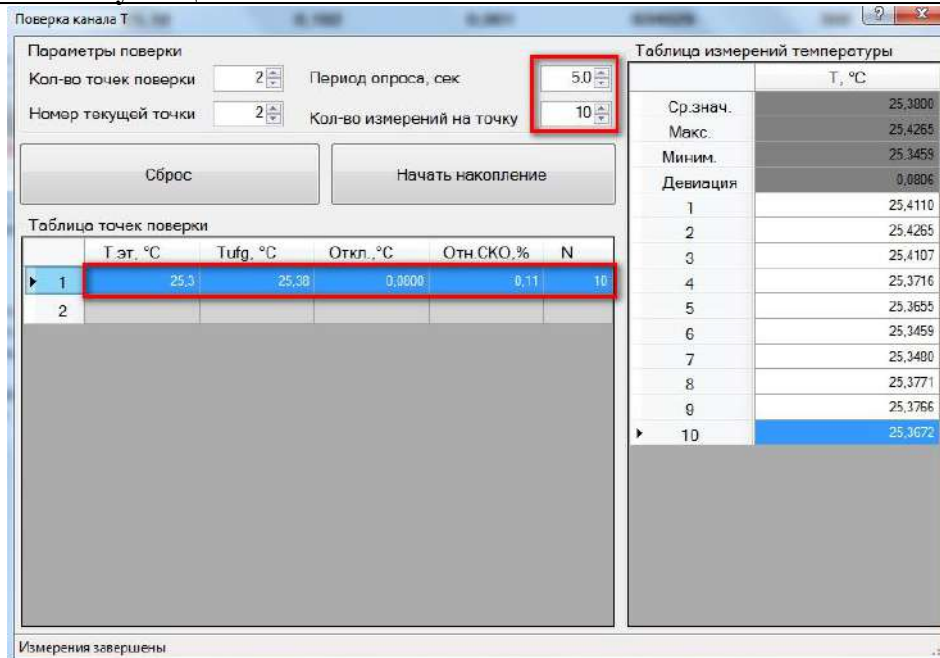 Поверка канала Т
Параметры поверки
Кол-во точек поверки 2 Период опроса, сек 5.0
Номер текущей точки 2 Кол-во измерений на точку 10
Сброс Начать накопление
Таблица точек поверки
Т.эт, °С Tufg, °С Откл.,°С Отн.СКО,% N
1 25,3 25,38 0,0800 0,11 10
2
Таблица измерений температуры
Т, °С
Ср.знач. 25,3800
Макс. 25,4265
Миним. 25,3459
Девиация 0,0806
1 25,4110
2 25,4265
3 25,4107
4 25,3716
5 25,3655
6 25,3459
7 25,3480
8 25,3771
9 25,3766
10 25,3672
Измерения завершены